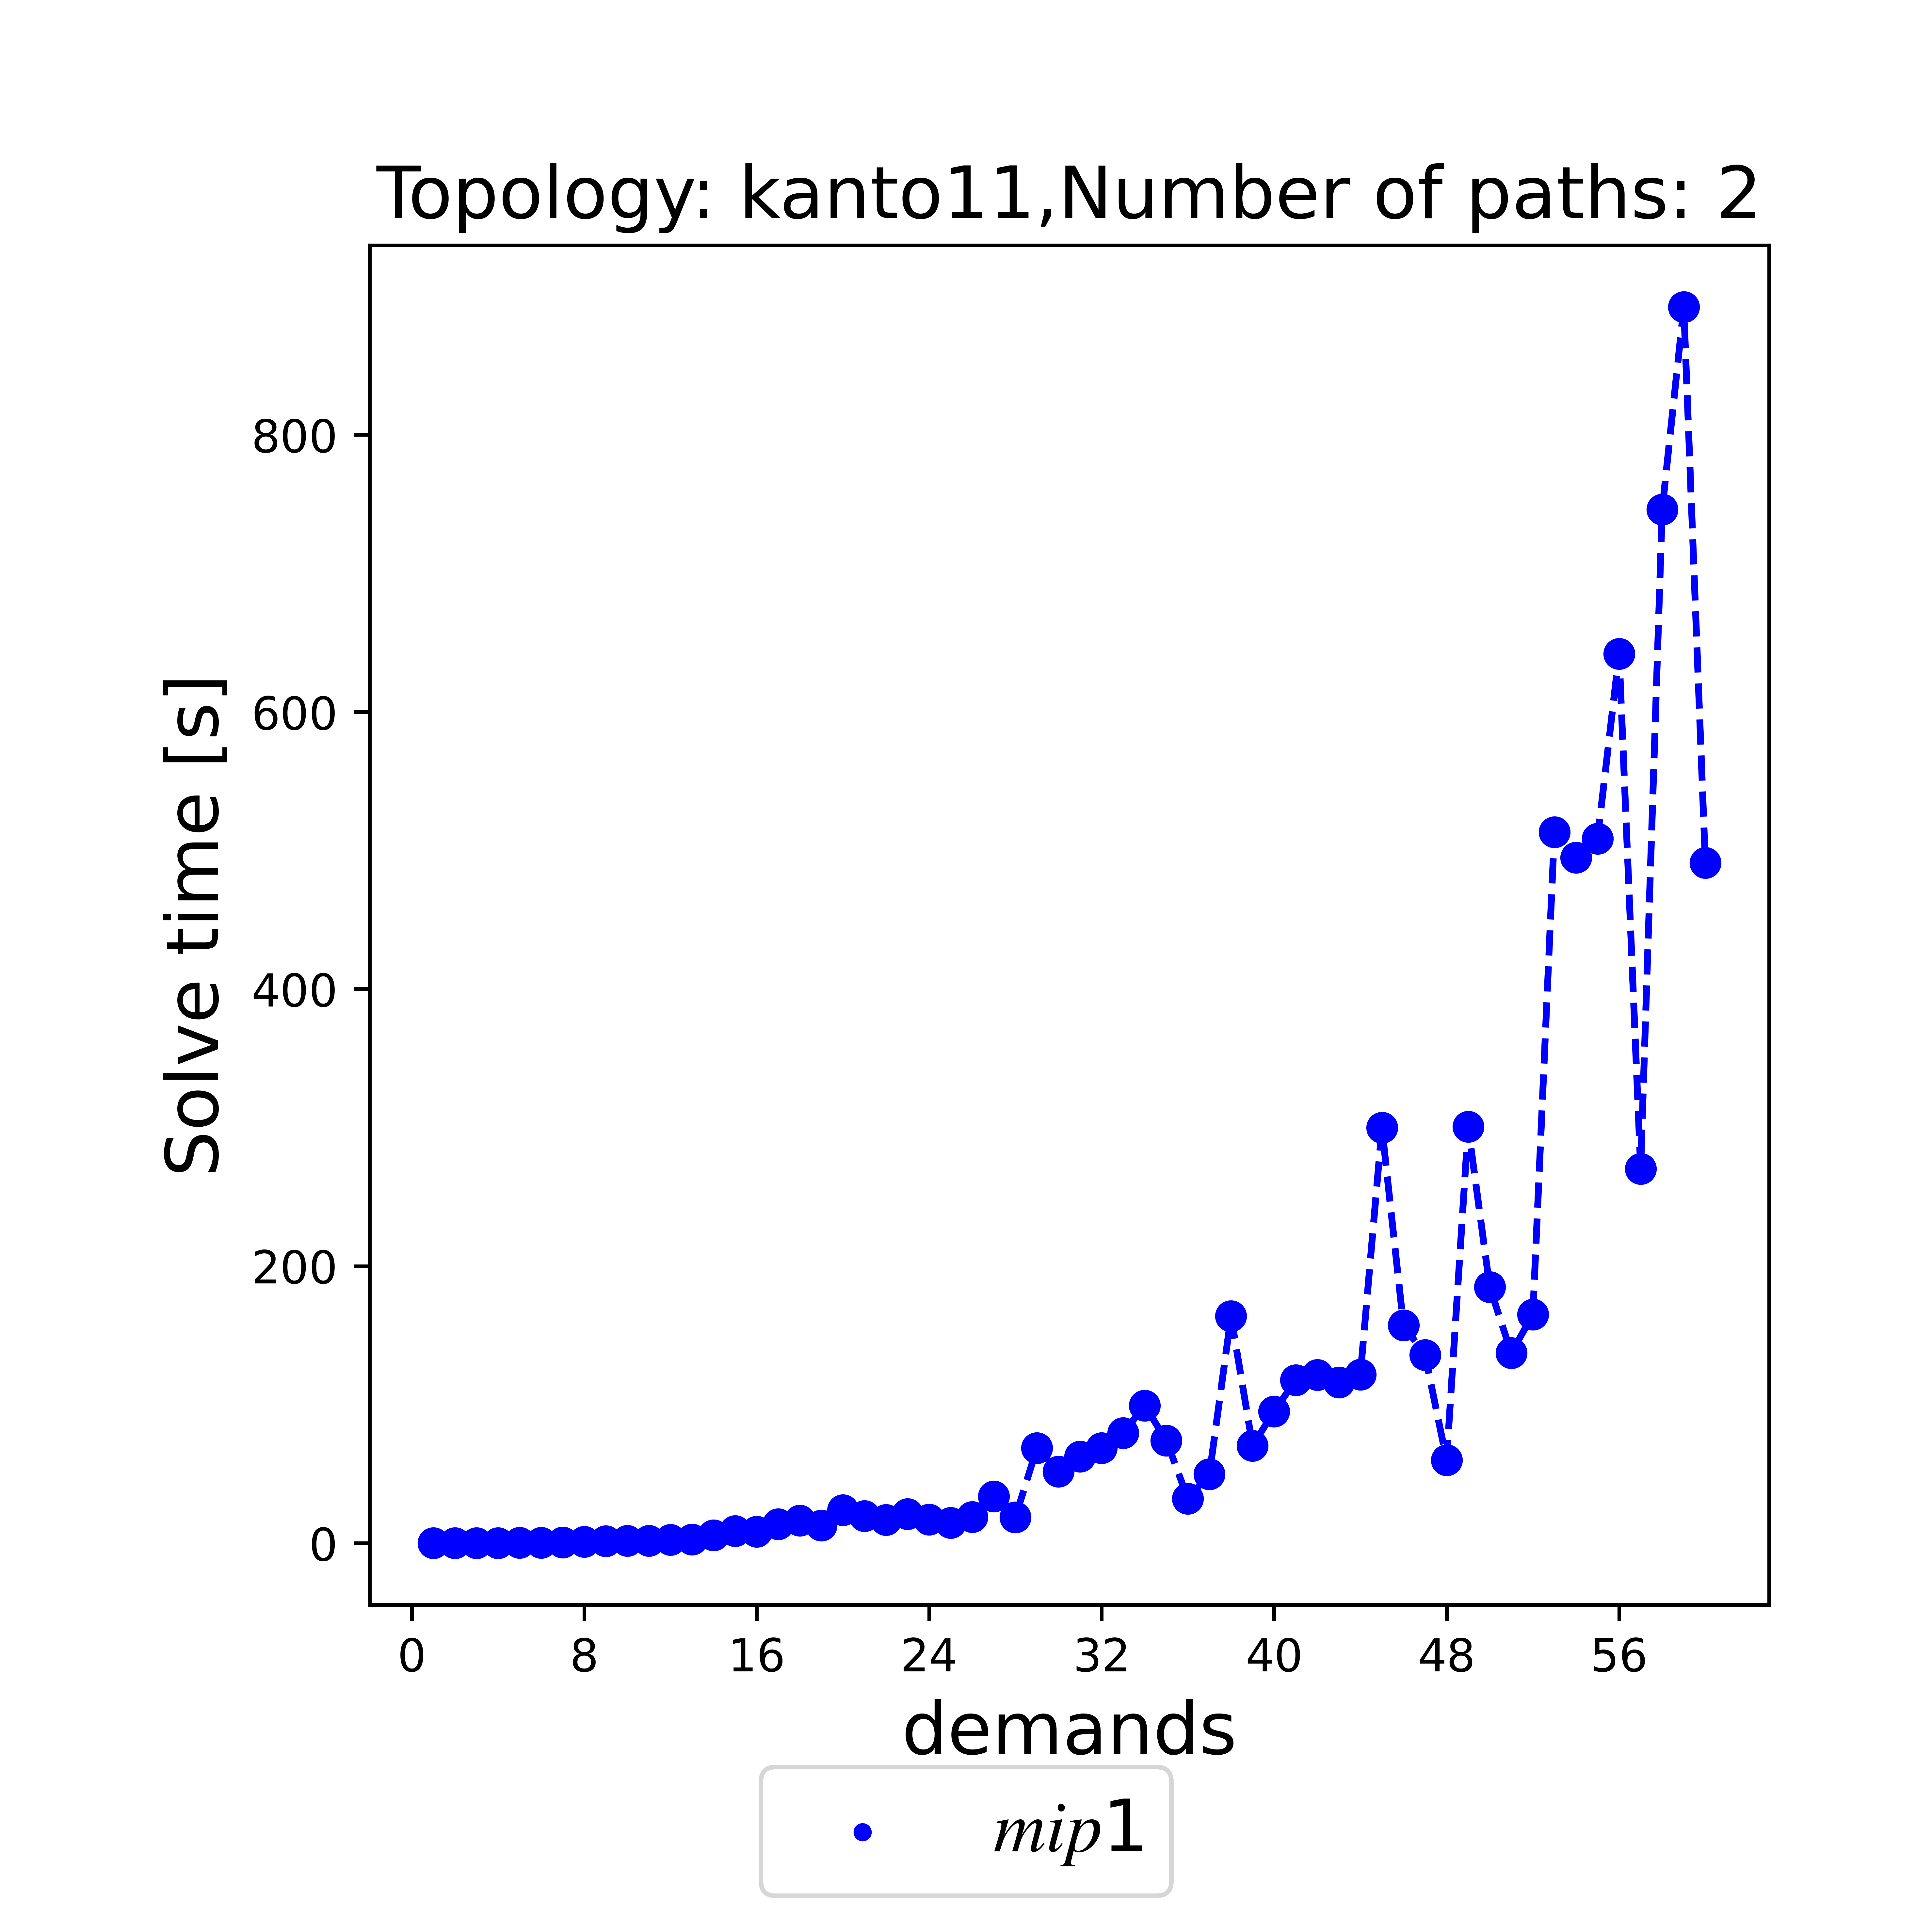 Topology: kanto11,Number of paths: 2
Solve time [s]
800
600
400
200
0
0 8 16 24 32 40 48 56
demands
mip1